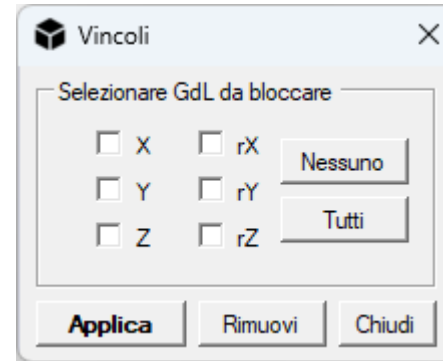 Vincoli
Selezionare GdL da bloccare
X rX
Nessuno
Y rY
Tutti
Z rZ
Applica Rimuovi Chiudi